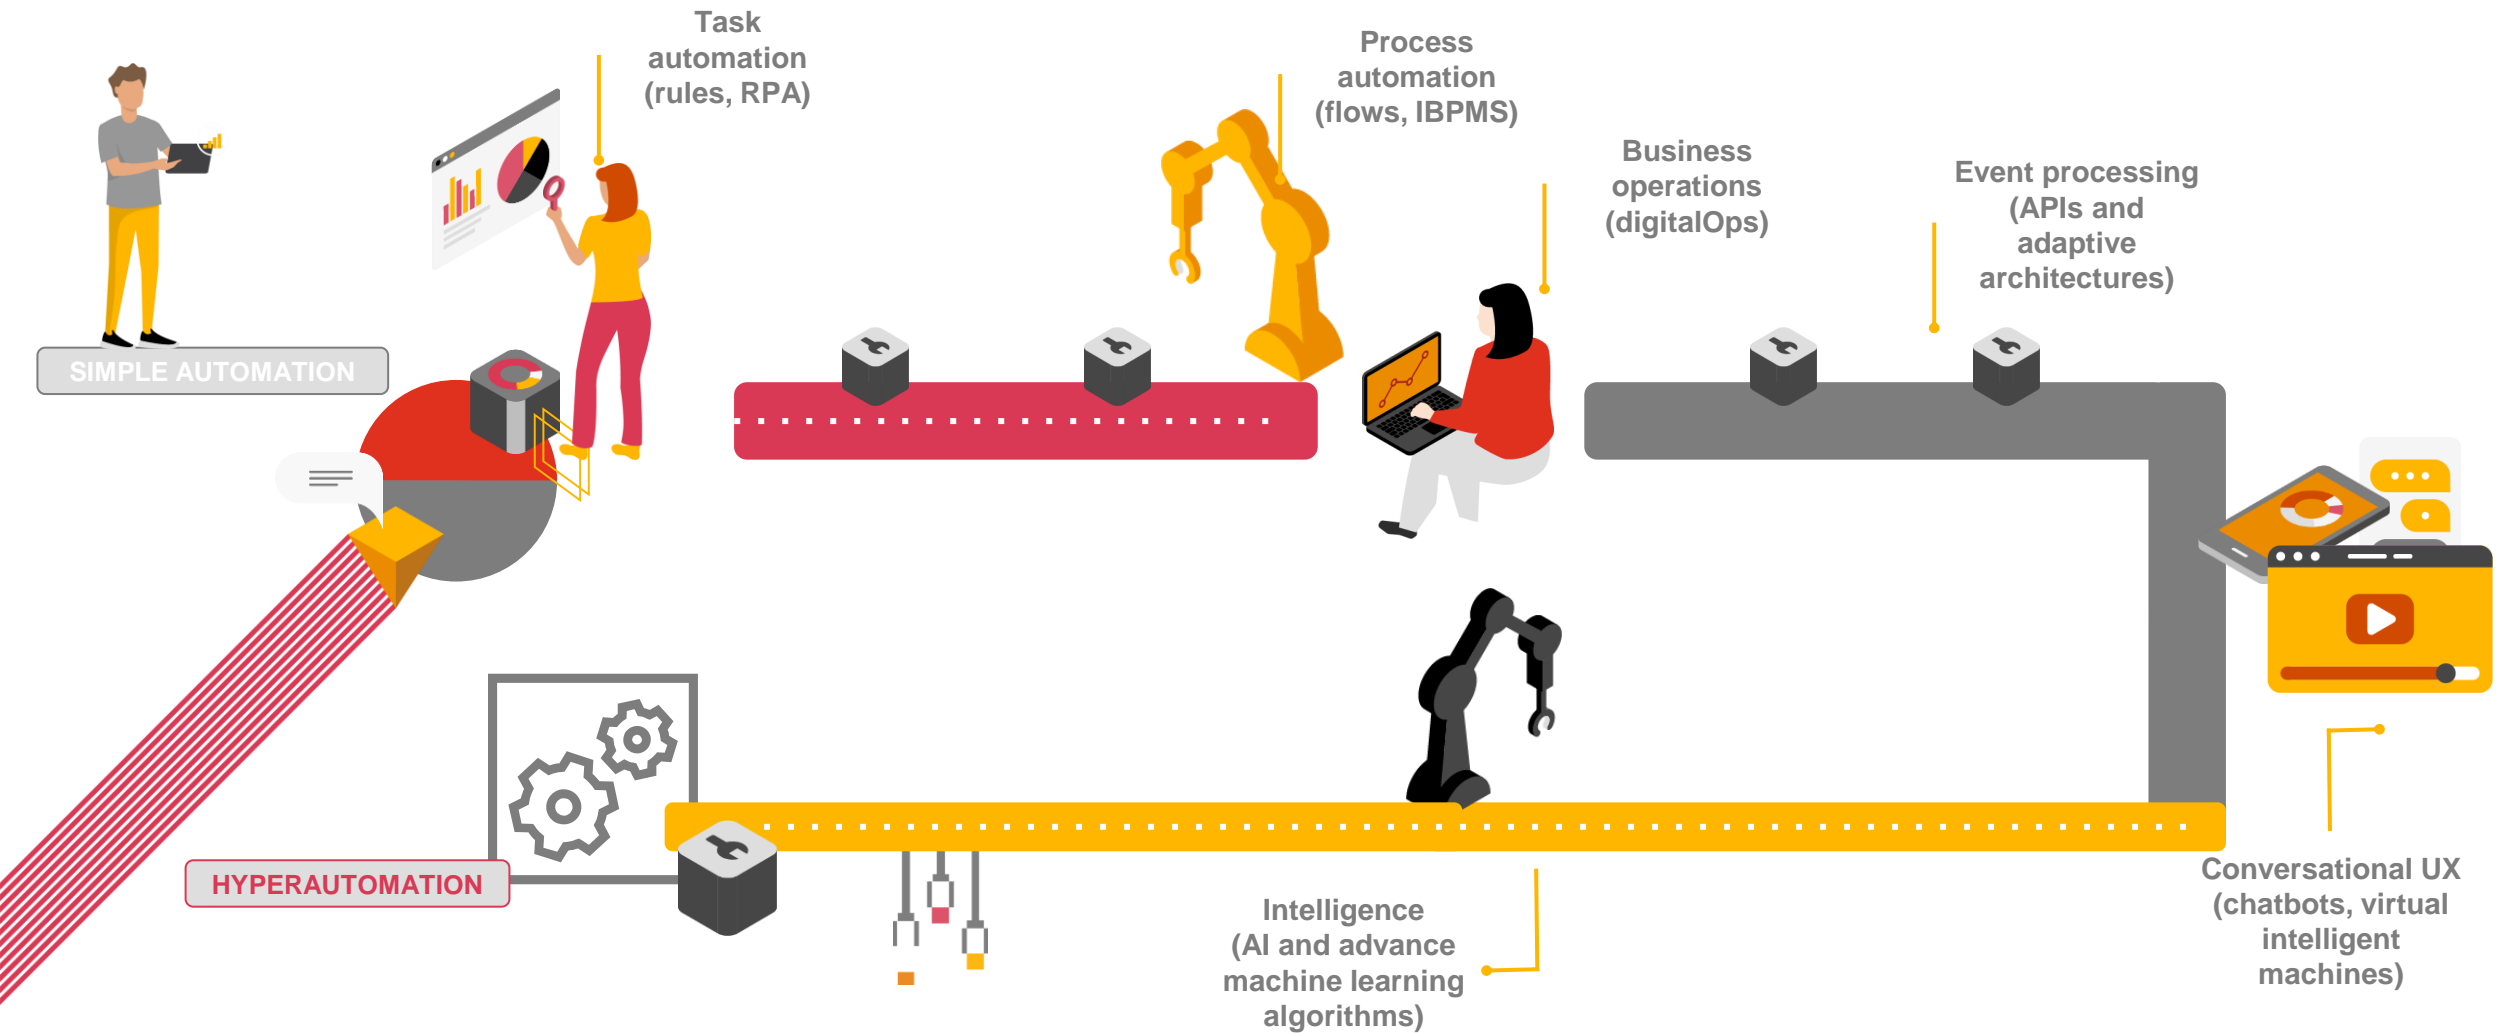 Task
automation
(rules, RPA)
Process
automation
(flows, IBPMS)
Business
operations
(digitalOps)
Event processing
(APIs and
adaptive
architectures)
SIMPLE AUTOMATION
HYPERAUTOMATION
Intelligence
(AI and advance
machine learning
algorithms)
Conversational UX
(chatbots, virtual
intelligent
machines)